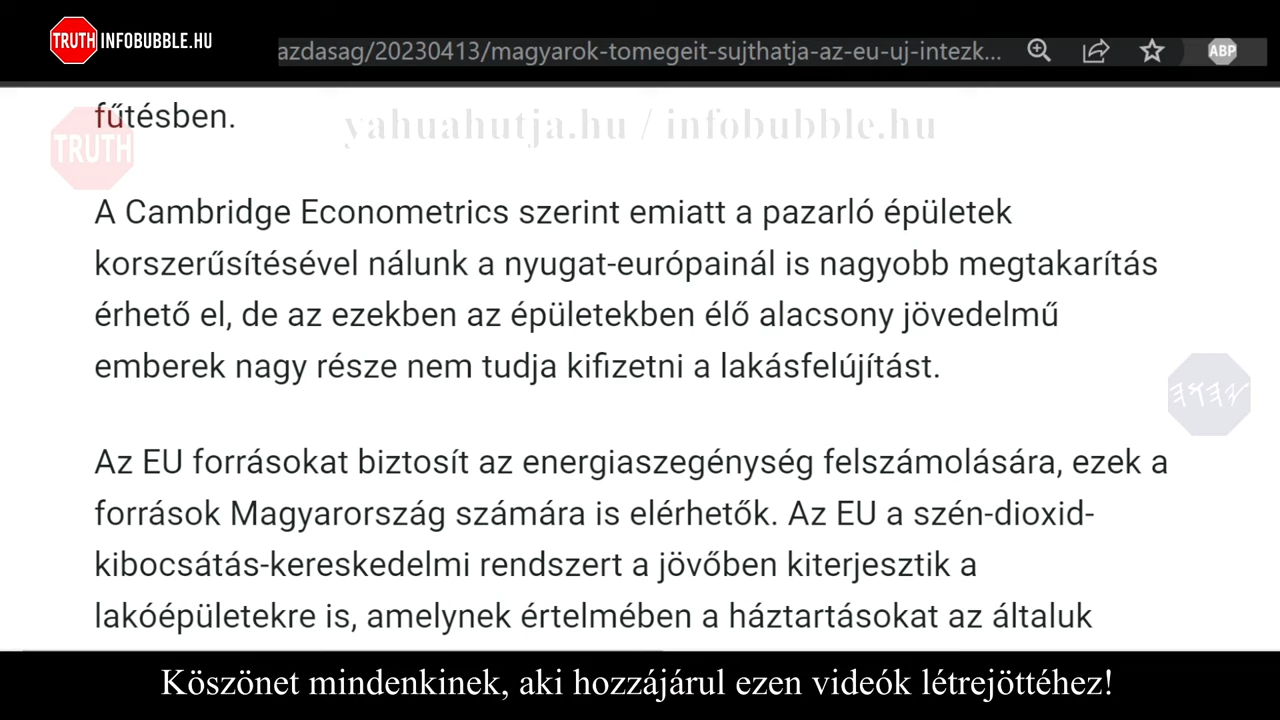 TRUTH INFOBUBBLE.HU
azdasag/20230413/magyarok-tomegeit-sujthatja-az-eu-uj-intezk...
ABP
fűtésben.
TRUTH
yahuahutja.hu / infobubble.hu
A Cambridge Econometrics szerint emiatt a pazarló épületek
korszerűsítésével nálunk a nyugat-európainál is nagyobb megtakarítás
érhető el, de az ezekben az épületekben élő alacsony jövedelmű
emberek nagy része nem tudja kifizetni a lakásfelújítást.
Az EU forrásokat biztosít az energiaszegénység felszámolására, ezek a
források Magyarország számára is elérhetők. Az EU a szén-dioxid-
kibocsátás-kereskedelmi rendszert a jövőben kiterjesztik a
lakóépületekre is, amelynek értelmében a háztartásokat az általuk
Köszönet mindenkinek, aki hozzájárul ezen videók létrejöttéhez!